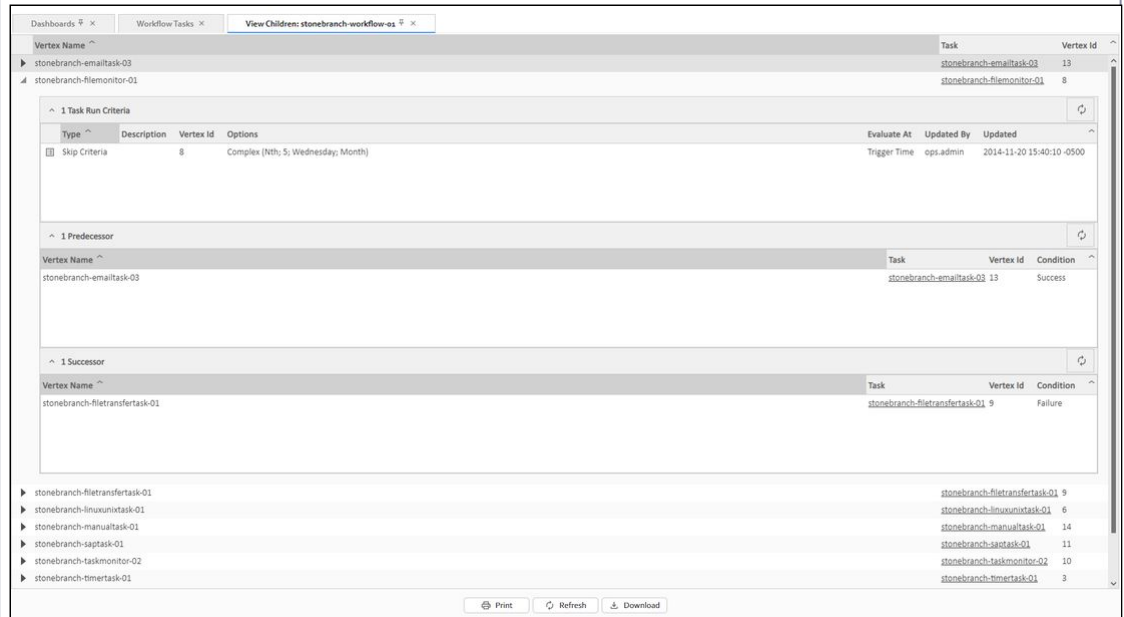 Dashboards Workflow Tasks View Children: stonebranch-workflow-01
Vertex Name Task Vertex Id
stonebranch-emailtask-03 stonebranch-emailtask-03 13
stonebranch-filemonitor-01 stonebranch-filemonitor-01 8
1 Task Run Criteria
Type Description Vertex Id Options Evaluate At Updated By Updated
Skip Criteria 8 Complex (Nth; 5; Wednesday; Month) Trigger Time ops.admin 2014-11-20 15:40:10 -0500
1 Predecessor
Vertex Name Task Vertex Id Condition
stonebranch-emailtask-03 stonebranch-emailtask-03 13 Success
1 Successor
Vertex Name Task Vertex Id Condition
stonebranch-filetransfertask-01 stonebranch-filetransfertask-01 9 Failure
stonebranch-filetransfertask-01 stonebranch-filetransfertask-01 9
stonebranch-linuxunixtask-01 stonebranch-linuxunixtask-01 6
stonebranch-manualtask-01 stonebranch-manualtask-01 14
stonebranch-saptask-01 stonebranch-saptask-01 11
stonebranch-taskmonitor-02 stonebranch-taskmonitor-02 10
stonebranch-timertask-01 stonebranch-timertask-01 3
Print Refresh Download